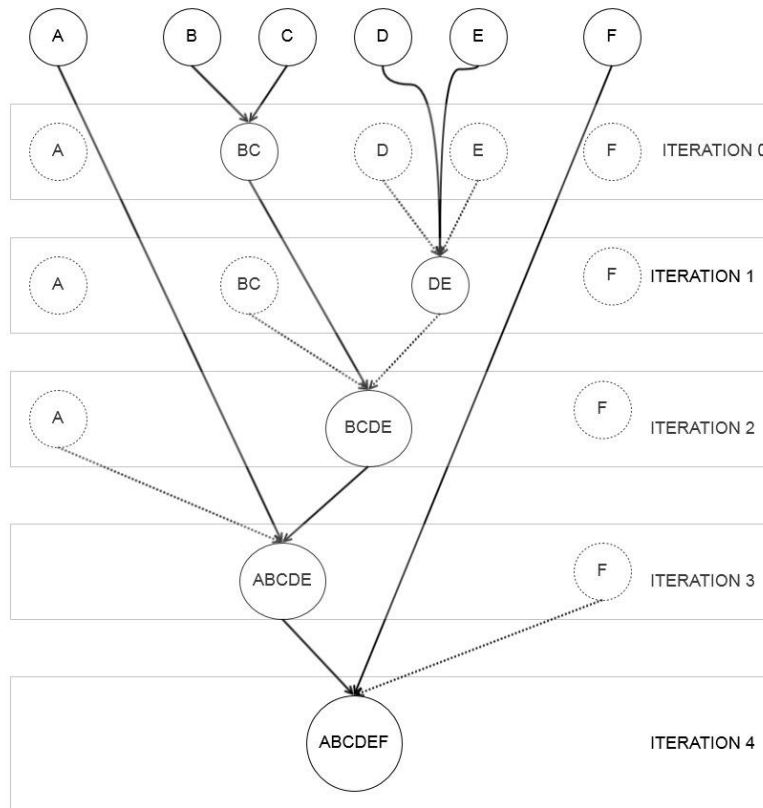 A B C D E F
A BC D E F ITERATION 0
A BC DE F ITERATION 1
A BCDE F ITERATION 2
ABCDE F ITERATION 3
ABCDEF ITERATION 4